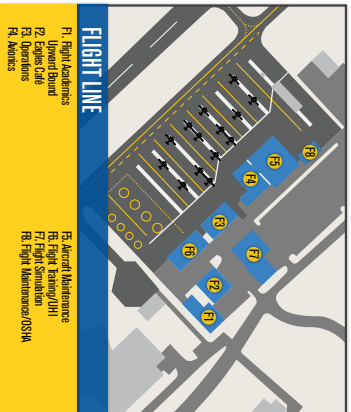 FLIGHT LINE
F1. Flight Academics
Upward Bound
F2. Eagles Café
F3. Operations
F4. Avionics
F5. Aircraft Maintenance
F6. Flight Training/UHI
F7. Flight Simulation
F8. Flight Maintenance/OSHA
F8
F5
F4
F3
F7
F6
F2
F1